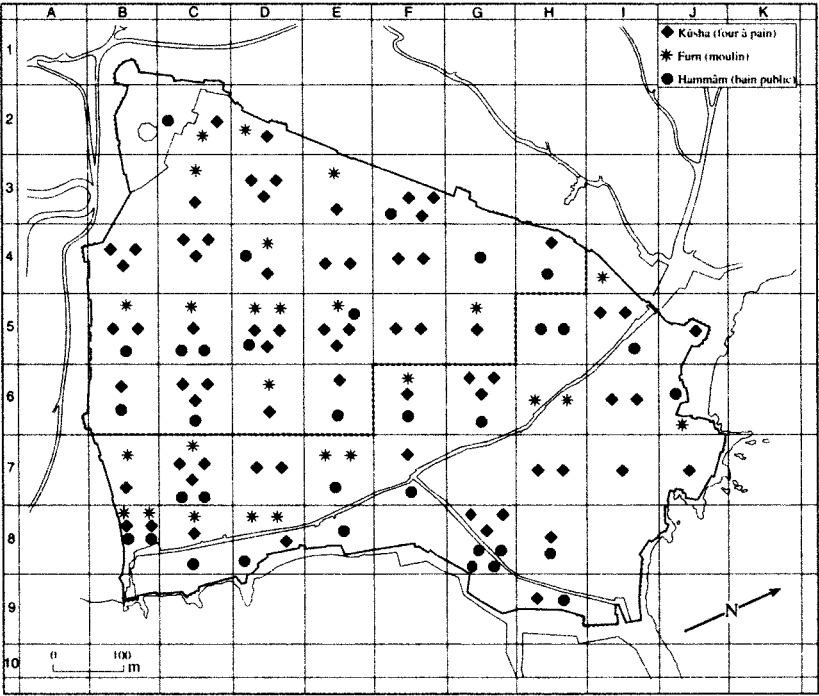 A B C D E F G H I J K
1
◆ Kūsha (four à pain)
✷ Furn (moulin)
● Hammâm (bain public)
2
3
4
5
6
7
8
9
N
10
0 100
m